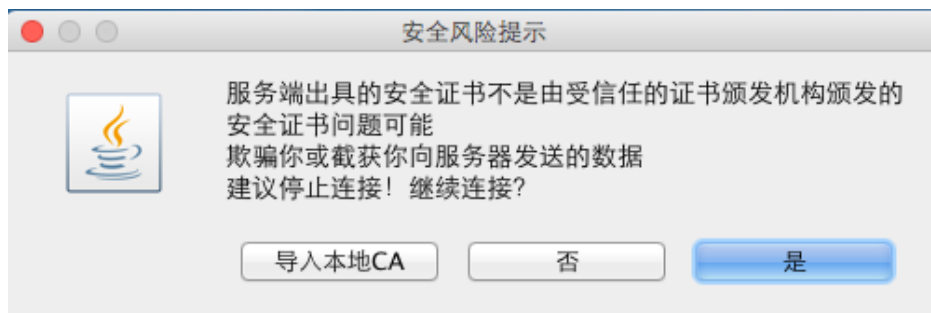 安全风险提示
服务端出具的安全证书不是由受信任的证书颁发机构颁发的
安全证书问题可能
欺骗你或截获你向服务器发送的数据
建议停止连接！继续连接？
导入本地CA
否
是